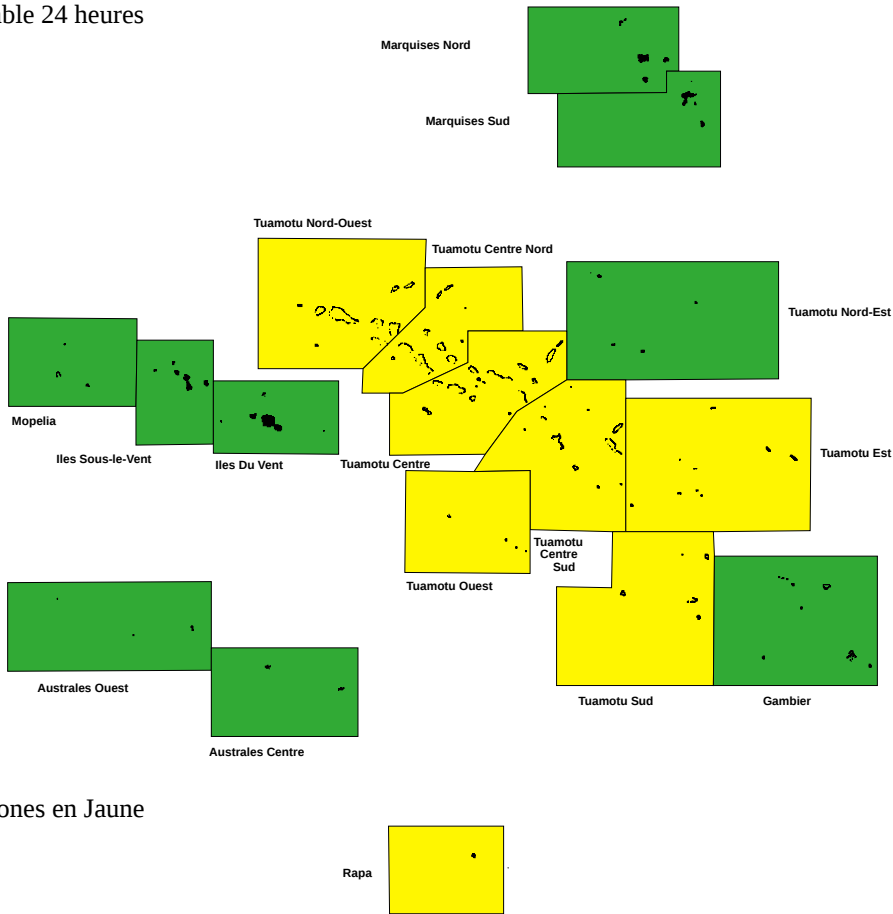 24 heures
Marquises Nord
Marquises Sud
Tuamotu Nord-Ouest
Tuamotu Centre Nord
Tuamotu Nord-Est
Mopelia
Iles Sous-le-Vent
Iles Du Vent
Tuamotu Centre
Tuamotu Est
Tuamotu
Centre
Sud
Tuamotu Ouest
Australes Ouest
Tuamotu Sud
Gambier
Australes Centre
en Jaune
Rapa